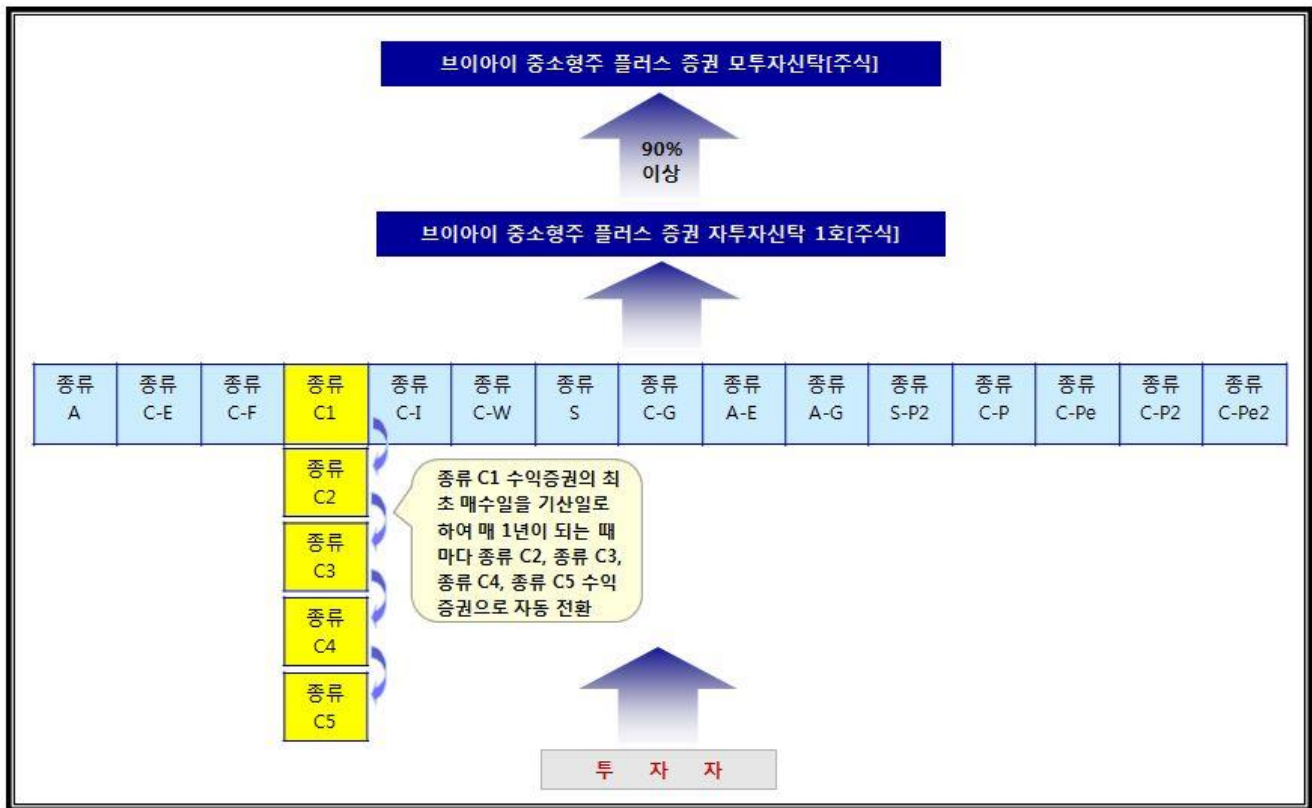 브이아이 중소형주 플러스 증권 모투자신탁[주식]
90%
이상
브이아이 중소형주 플러스 증권 자투자신탁 1호[주식]
종류 종류 종류 종류 종류 종류 종류 종류 종류 종류 종류 종류 종류 종류 종류
A C-E C-F C1 C-I C-W S C-G A-E A-G S-P2 C-P C-Pe C-P2 C-Pe2
종류
C2
종류
C3
종류
C4
종류
C5
종류 C1 수익증권의 최
초 매수일을 기산일로
하여 매 1년이 되는 때
마다 종류 C2, 종류 C3,
종류 C4, 종류 C5 수익
증권으로 자동 전환
투 자 자